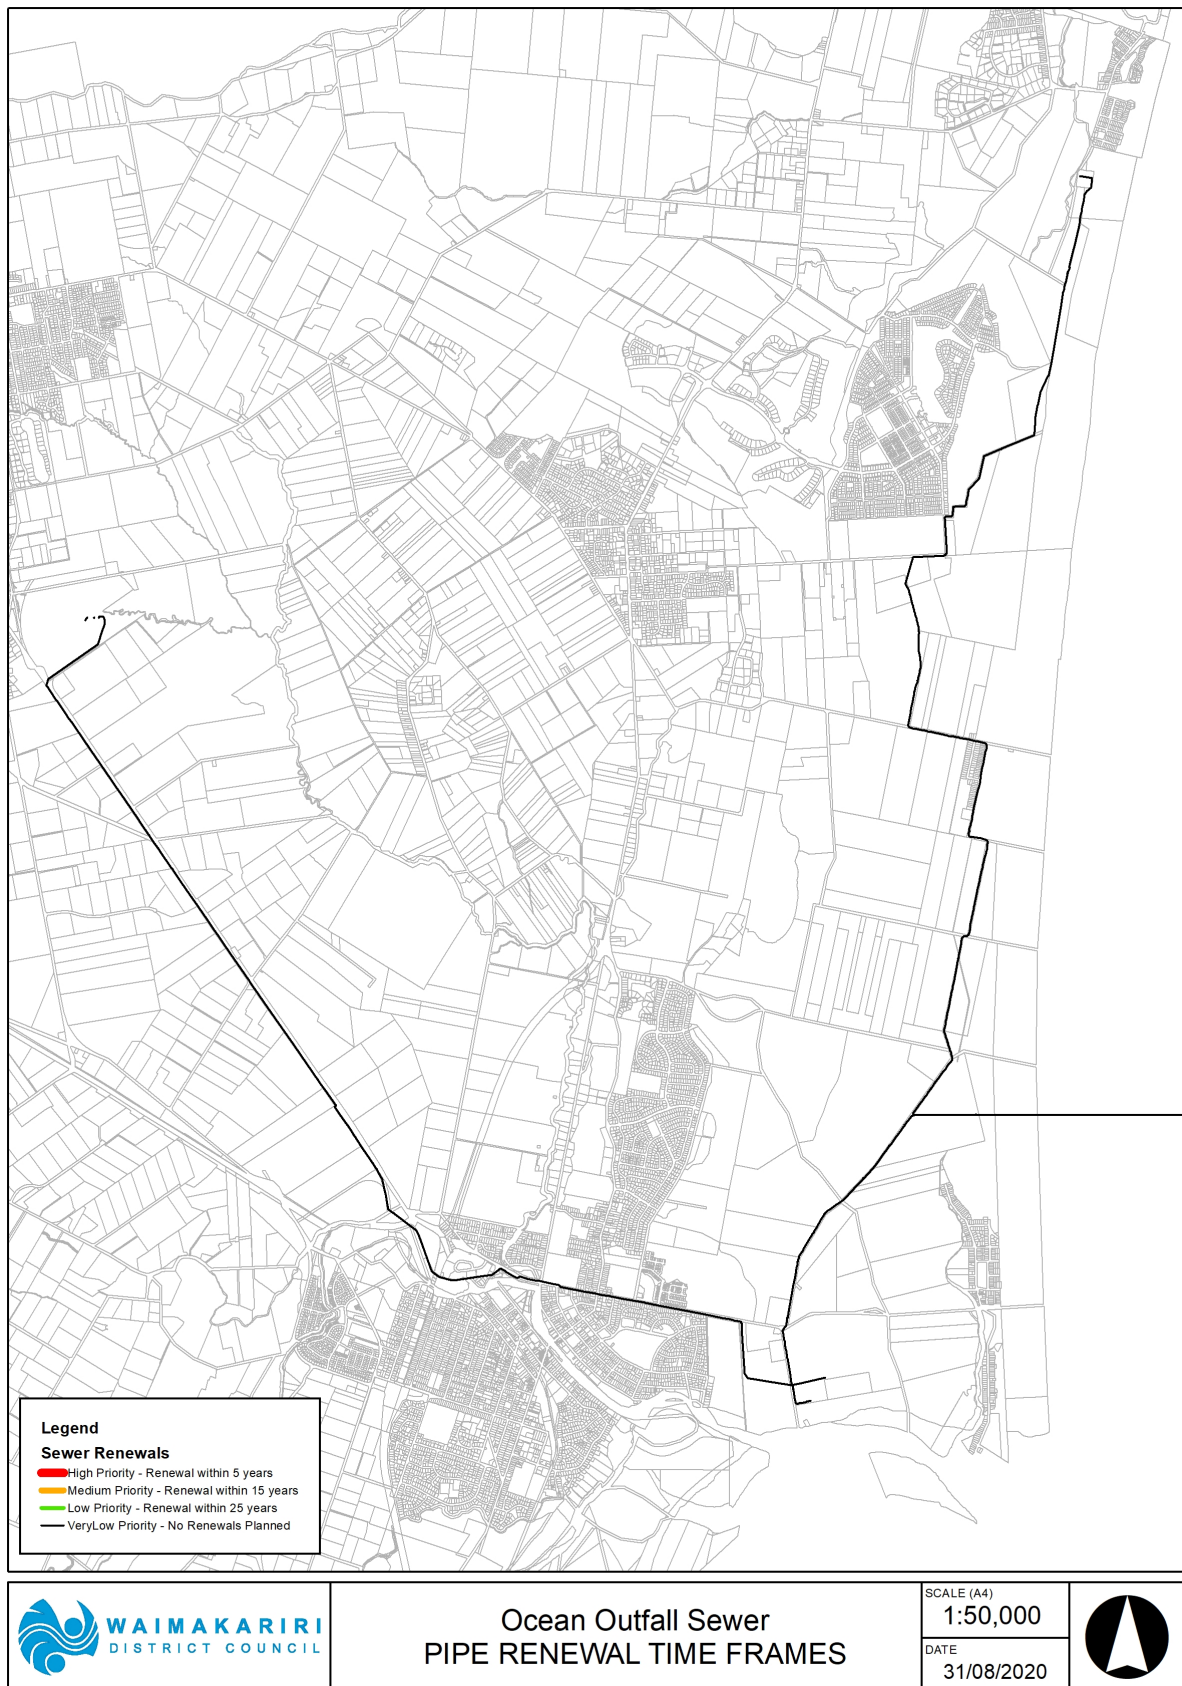 Legend
Sewer Renewals
High Priority - Renewal within 5 years
Medium Priority - Renewal within 15 years
Low Priority - Renewal within 25 years
VeryLow Priority - No Renewals Planned
WAIMAKARIRI
DISTRICT COUNCIL
Ocean Outfall Sewer
PIPE RENEWAL TIME FRAMES
SCALE (A4)
1:50,000
DATE
31/08/2020